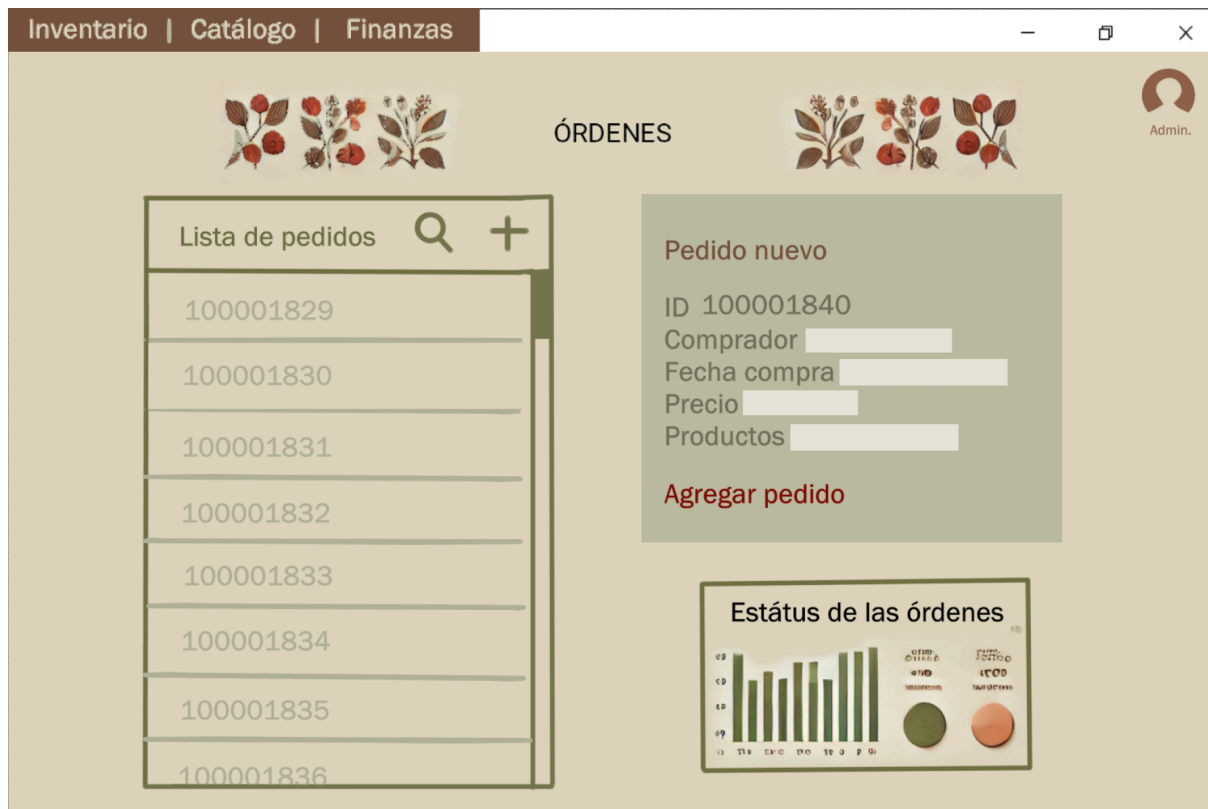 Inventario | Catálogo | Finanzas
Admin.
ÓRDENES
Lista de pedidos
100001829
100001830
100001831
100001832
100001833
100001834
100001835
100001836
Pedido nuevo
ID 100001840
Comprador
Fecha compra
Precio
Productos
Agregar pedido
Estátus de las órdenes